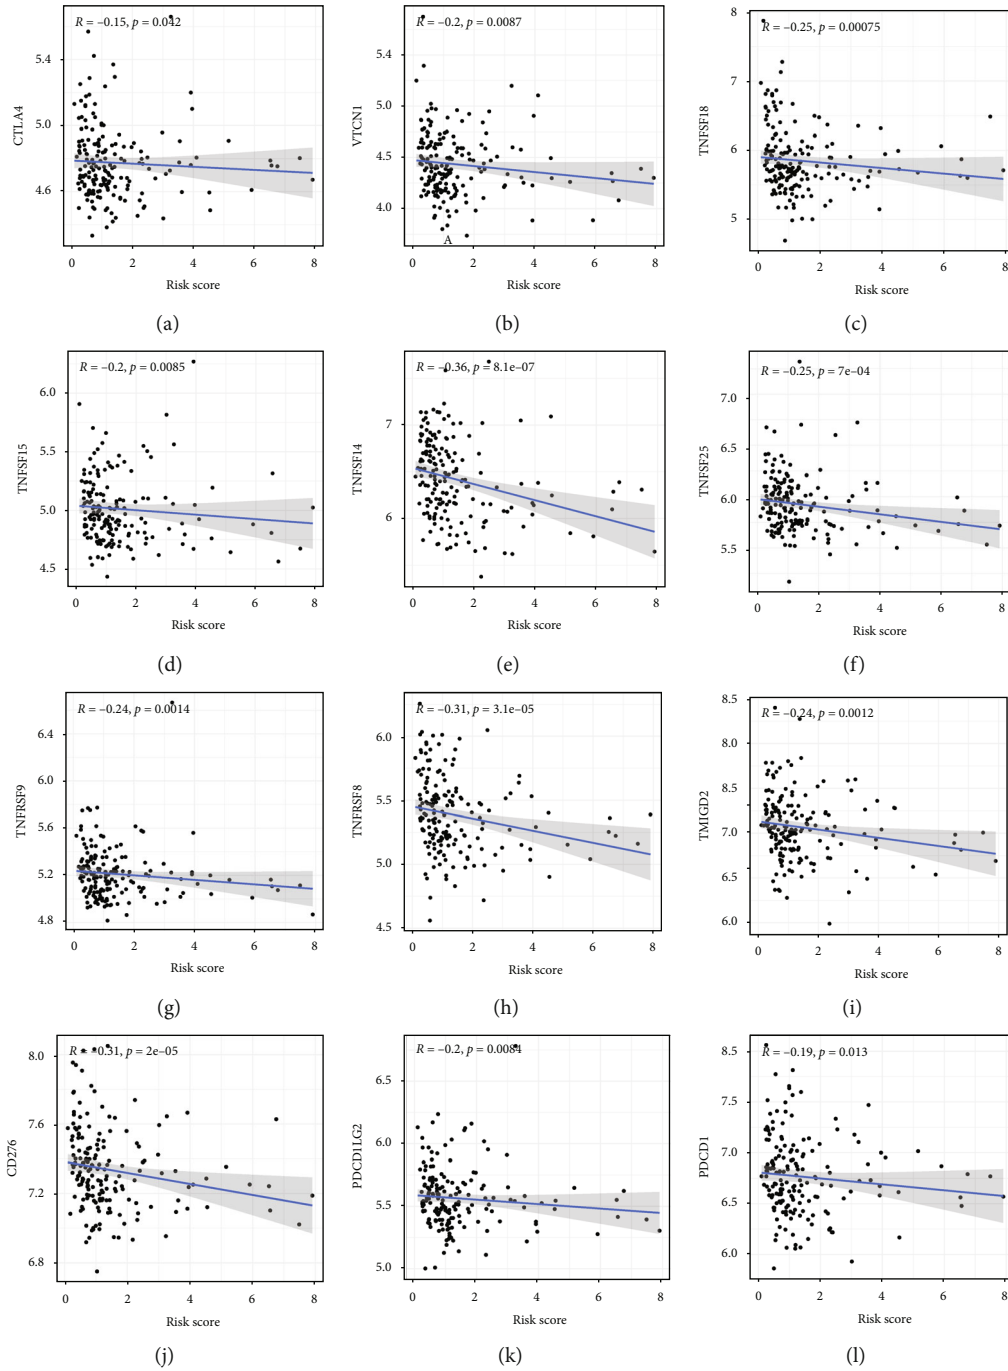 R = –0.15, p = 0.042
5.4
5.0
4.6
CTLA4
0 2 4 6 8
Risk score
(a)
R = –0.2, p = 0.0087
5.4
5.0
4.5
4.0
VTCN1
A
0 2 4 6 8
Risk score
(b)
R = –0.25, p = 0.00075
8
7
6
5
TNFSF18
0 2 4 6 8
Risk score
(c)
R = –0.2, p = 0.0085
6.0
5.5
5.0
4.5
TNFSF15
0 2 4 6 8
Risk score
(d)
R = –0.36, p = 8.1e–07
7
6
TNFSF14
0 2 4 6 8
Risk score
(e)
R = –0.25, p = 7e–04
7.0
6.5
6.0
5.5
TNFSF25
0 2 4 6 8
Risk score
(f)
R = –0.24, p = 0.0014
6.4
6.0
5.6
5.2
4.8
TNFRSF9
0 2 4 6 8
Risk score
(g)
R = –0.31, p = 3.1e–05
6.0
5.5
5.0
4.5
TNFRSF8
0 2 4 6 8
Risk score
(h)
R = –0.24, p = 0.0012
8.5
8.0
8.5
7.0
6.5
6.0
TMIGD2
0 2 4 6 8
Risk score
(i)
R = –0.31, p = 2e–05
8.0
7.6
7.2
6.8
CD276
0 2 4 6 8
Risk score
(j)
R = –0.2, p = 0.0084
6.5
6.0
5.5
5.0
PDCD1LG2
0 2 4 6 8
Risk score
(k)
R = –0.19, p = 0.013
8.5
7.5
7.0
6.5
6.0
PDCD1
0 2 4 6 8
Risk score
(l)